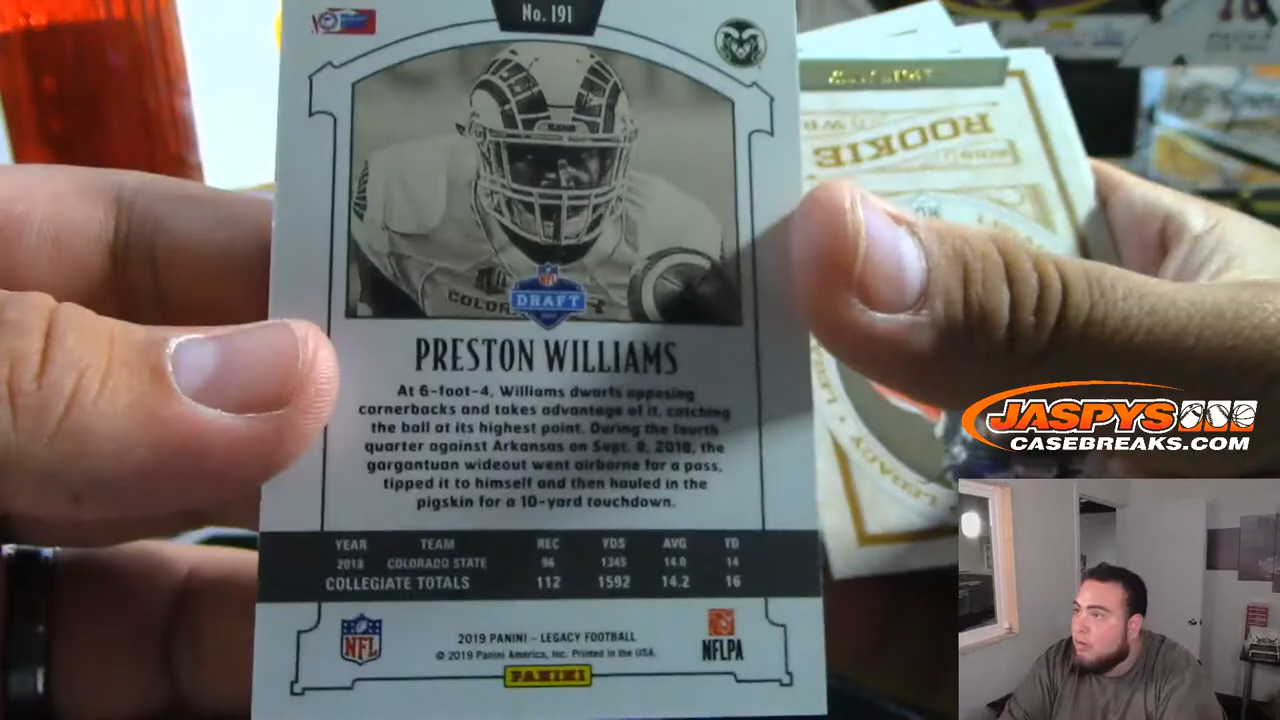 No. 191
COLOR
NFL
DRAFT
PRESTON WILLIAMS
At 6-foot-4, Williams dwarfs opposing
cornerbacks and takes advantage of it, catching
the ball at its highest point. During the fourth
quarter against Arkansas on Sept. 8, 2018, the
gargantuan wideout went airborne for a pass,
tipped it to himself and then hauled in the
pigskin for a 10-yard touchdown.
YEAR TEAM REC YDS AVG TD
2018 COLORADO STATE 96 1345 14.0 14
COLLEGIATE TOTALS 112 1592 14.2 16
NFL
2019 PANINI – LEGACY FOOTBALL
© 2019 Panini America, Inc. Printed in the USA.
PANINI
NFLPA
ROOKIE
LEGACY
JASPYS
CASEBREAKS.COM